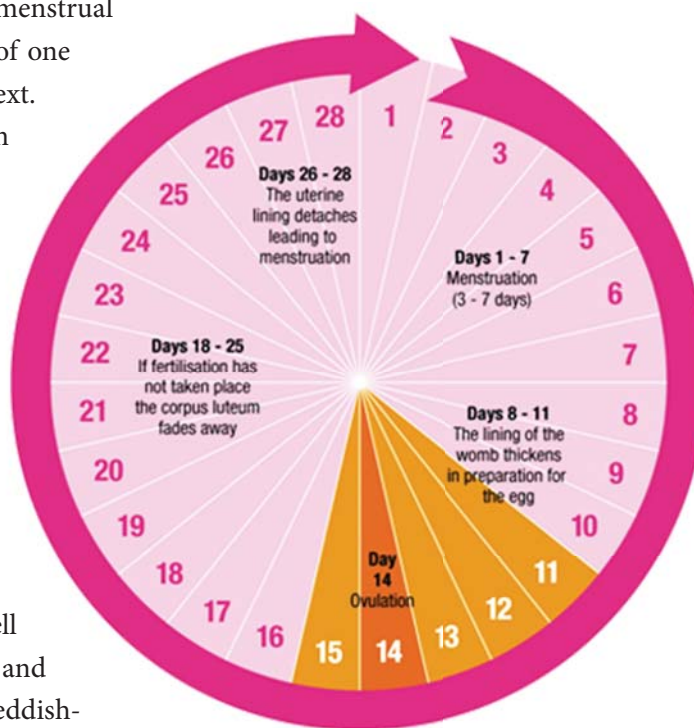 menstrual
of one
ext.
n
1
2
3
4
5
6
7
8
9
10
11
12
13
14
15
16
17
18
19
20
21
22
23
24
25
26
27
28
Days 1 - 7
Menstruation
(3 - 7 days)
Days 8 - 11
The lining of the
womb thickens
in preparation for
the egg
Day
14
Ovulation
Days 18 - 25
If fertilisation has
not taken place
the corpus luteum
fades away
Days 26 - 28
The uterine
lining detaches
leading to
menstruation
ell
and
eddish-